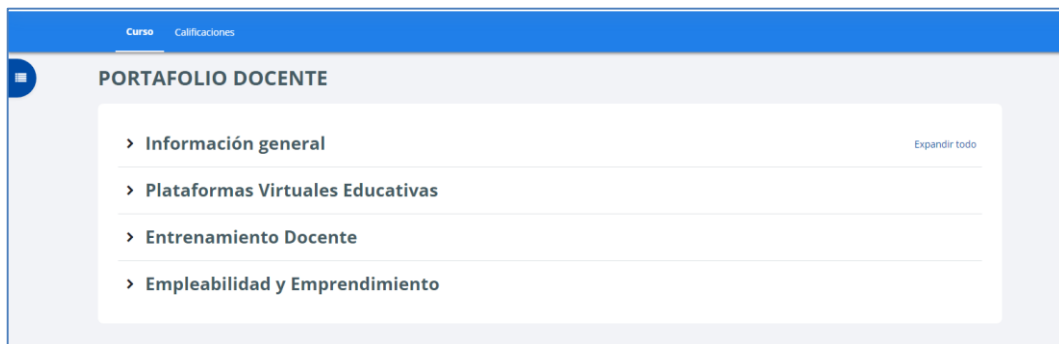 Curso Calificaciones
PORTAFOLIO DOCENTE
Información general Expandir todo
Plataformas Virtuales Educativas
Entrenamiento Docente
Empleabilidad y Emprendimiento